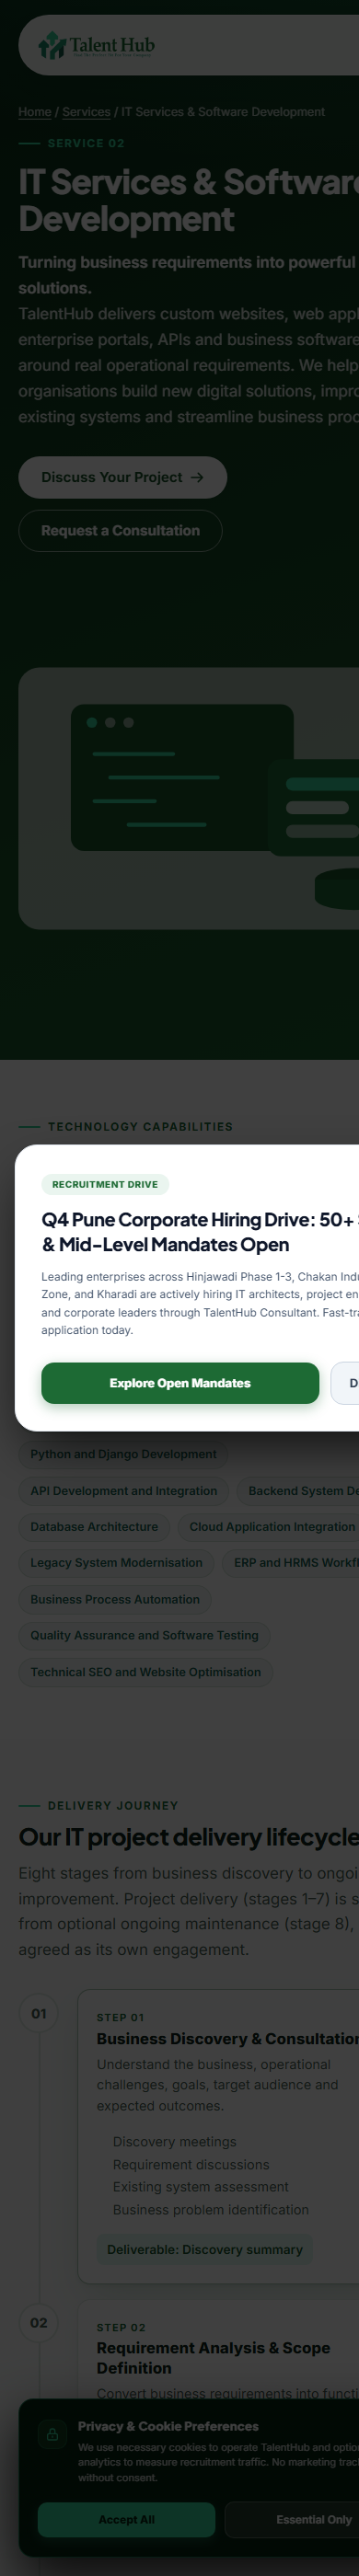 Talent Hub
Home / Services / IT Services & Software Development
SERVICE 02
IT Services & Software
Development
Turning business requirements into powerful
solutions.
TalentHub delivers custom websites, web appl
enterprise portals, APIs and business software
around real operational requirements. We help
organisations build new digital solutions, impro
existing systems and streamline business proc
Discuss Your Project →
Request a Consultation
TECHNOLOGY CAPABILITIES
RECRUITMENT DRIVE
Q4 Pune Corporate Hiring Drive: 50+
& Mid-Level Mandates Open
Leading enterprises across Hinjawadi Phase 1-3, Chakan Indu
Zone, and Kharadi are actively hiring IT architects, project en
and corporate leaders through TalentHub Consultant. Fast-tra
application today.
Explore Open Mandates
D
Python and Django Development
API Development and Integration
Backend System De
Database Architecture
Cloud Application Integration
Legacy System Modernisation
ERP and HRMS Workfl
Business Process Automation
Quality Assurance and Software Testing
Technical SEO and Website Optimisation
DELIVERY JOURNEY
Our IT project delivery lifecycle
Eight stages from business discovery to ongoi
improvement. Project delivery (stages 1–7) is s
from optional ongoing maintenance (stage 8),
agreed as its own engagement.
01
STEP 01
Business Discovery & Consultation
Understand the business, operational
challenges, goals, target audience and
expected outcomes.
Discovery meetings
Requirement discussions
Existing system assessment
Business problem identification
Deliverable: Discovery summary
02
STEP 02
Requirement Analysis & Scope
Definition
Convert business requirements into functi
Privacy & Cookie Preferences
We use necessary cookies to operate TalentHub and option
analytics to measure recruitment traffic. No marketing track
without consent.
Accept All
Essential Only